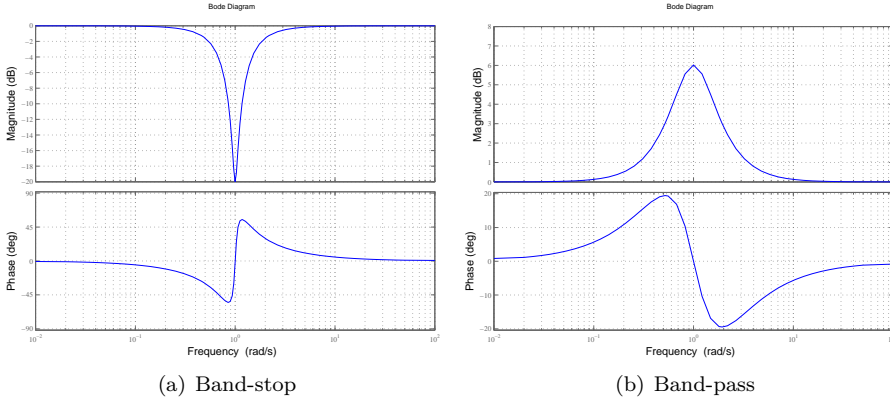 Bode Diagram
Magnitude (dB)
0
−2
−4
−6
−8
−10
−12
−14
−16
−18
−20
Phase (deg)
90
45
0
−45
−90
10⁻² 10⁻¹ 10⁰ 10¹ 10²
Frequency (rad/s)
(a) Band-stop
Bode Diagram
Magnitude (dB)
8
7
6
5
4
3
2
1
0
Phase (deg)
20
10
0
−10
−20
10⁻² 10⁻¹ 10⁰ 10¹
Frequency (rad/s)
(b) Band-pass